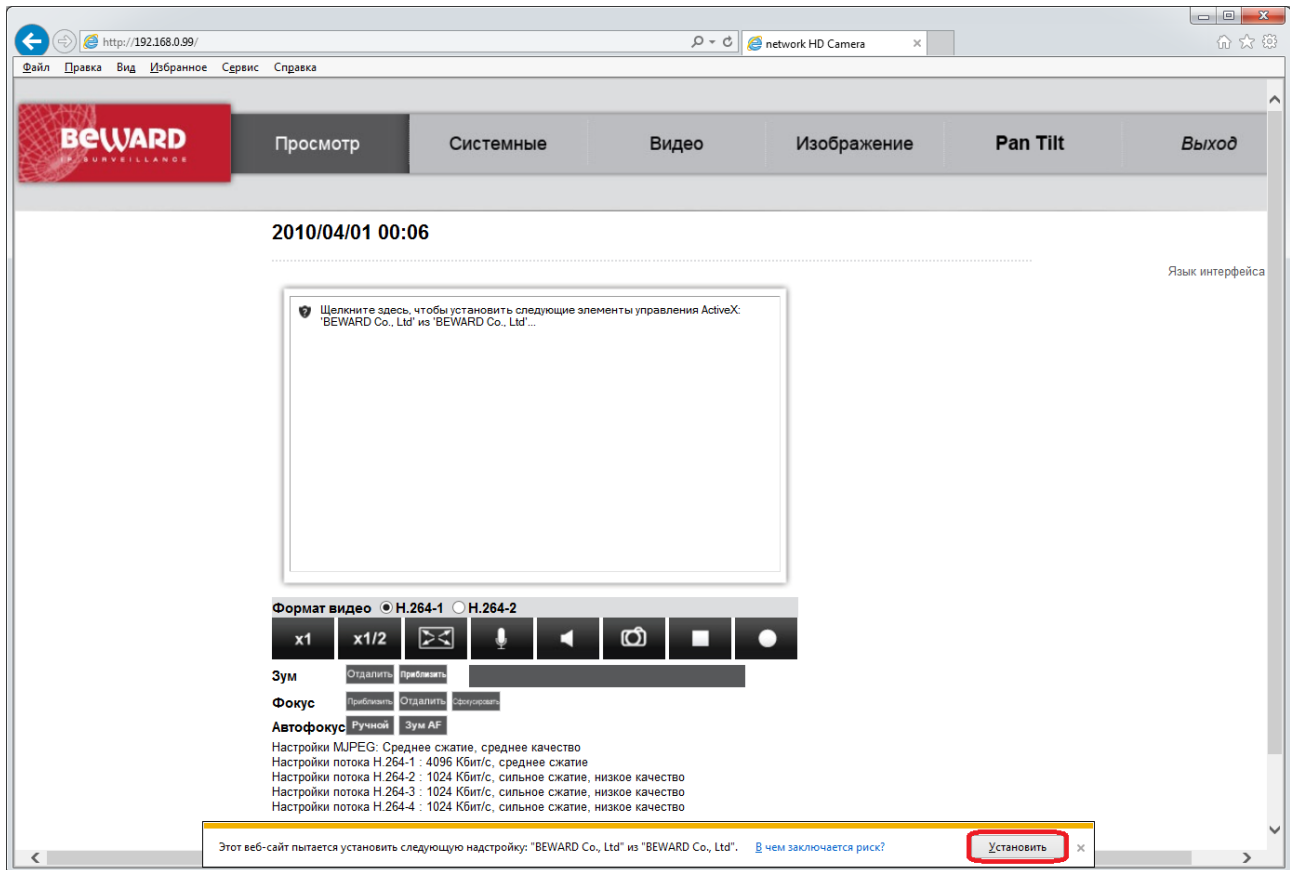 http://192.168.0.99/
network HD Camera
Файл Правка Вид Избранное Сервис Справка
BEWARD
IP SURVEILLANCE
Просмотр Системные Видео Изображение Pan Tilt Выход
2010/04/01 00:06
Язык интерфейса
Щелкните здесь, чтобы установить следующие элементы управления ActiveX:
'BEWARD Co., Ltd' из 'BEWARD Co., Ltd'...
Формат видео H.264-1 H.264-2
x1 x1/2
Зум Отдалить Приблизить
Фокус Приблизить Отдалить Сфокусировать
Автофокус Ручной Зум AF
Настройки MJPEG: Среднее сжатие, среднее качество
Настройки потока H.264-1 : 4096 Кбит/с, среднее сжатие
Настройки потока H.264-2 : 1024 Кбит/с, сильное сжатие, низкое качество
Настройки потока H.264-3 : 1024 Кбит/с, сильное сжатие, низкое качество
Настройки потока H.264-4 : 1024 Кбит/с, сильное сжатие, низкое качество
Этот веб-сайт пытается установить следующую надстройку: "BEWARD Co., Ltd" из "BEWARD Co., Ltd". В чем заключается риск? Установить